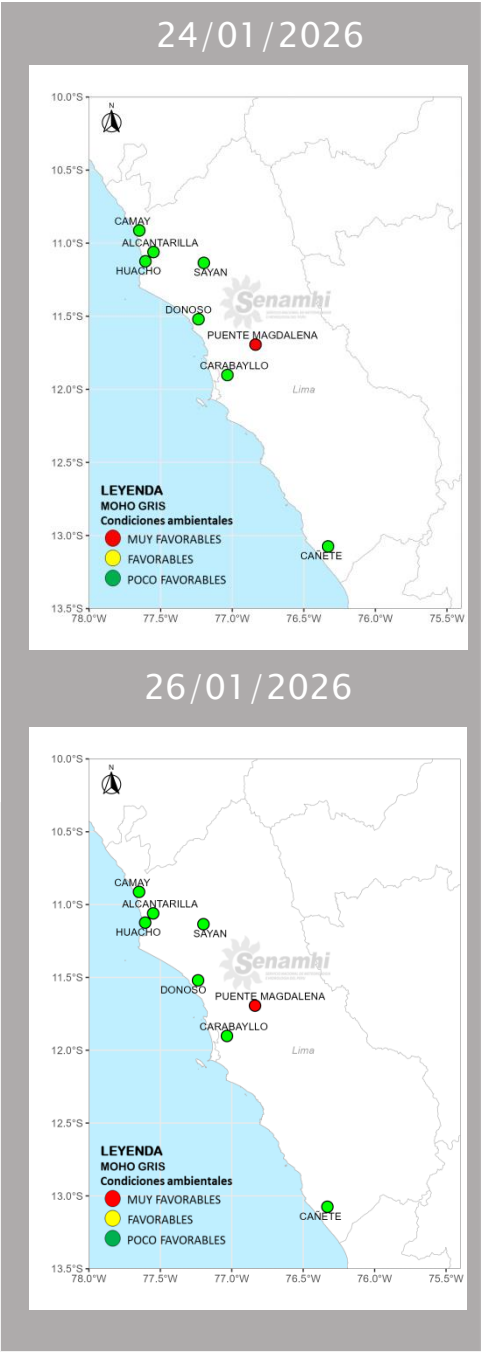 24/01/2026
10.0°S
N
10.5°S
CAMAY
11.0°S
ALCANTARILLA
HUACHO
SAYAN
Senamhi
DONOSO
11.5°S
PUENTE MAGDALENA
CARABAYLLO
12.0°S
Lima
12.5°S
LEYENDA
MOHO GRIS
Condiciones ambientales
13.0°S
MUY FAVORABLES
CAÑETE
FAVORABLES
POCO FAVORABLES
13.5°S
78.0°W 77.5°W 77.0°W 76.5°W 76.0°W 75.5°W
26/01/2026
10.0°S
N
10.5°S
CAMAY
11.0°S
ALCANTARILLA
HUACHO
SAYAN
Senamhi
11.5°S
DONOSO
PUENTE MAGDALENA
CARABAYLLO
12.0°S
Lima
12.5°S
LEYENDA
MOHO GRIS
Condiciones ambientales
13.0°S
MUY FAVORABLES
CAÑETE
FAVORABLES
POCO FAVORABLES
13.5°S
78.0°W 77.5°W 77.0°W 76.5°W 76.0°W 75.5°W